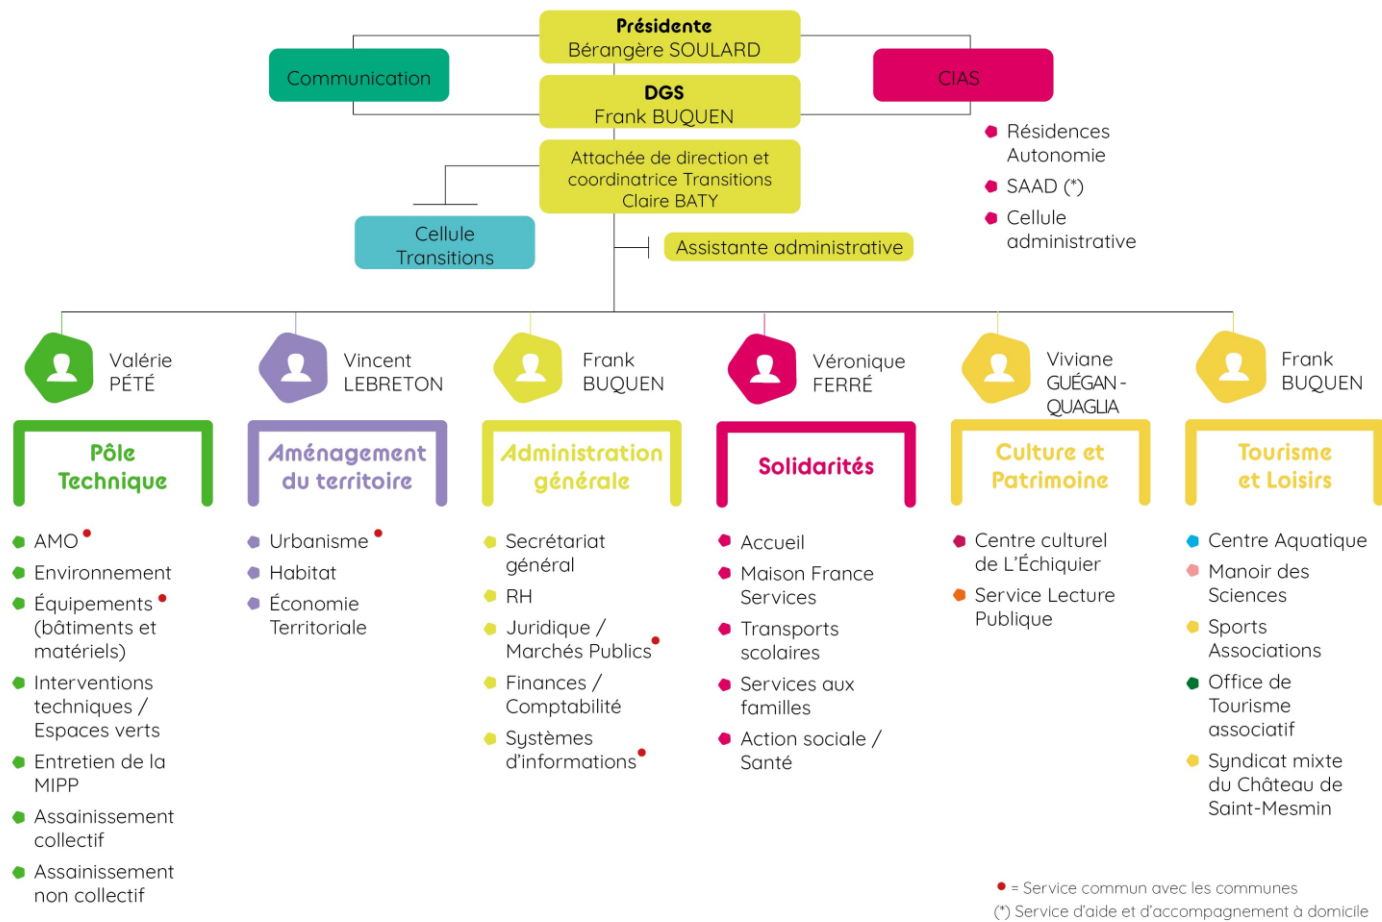 Présidente
Bérangère SOULARD
Communication
CIAS
DGS
Frank BUQUEN
Résidences
Autonomie
SAAD (*)
Cellule
administrative
Attachée de direction et
coordinatrice Transitions
Claire BATY
Cellule
Transitions
Assistante administrative
Valérie
PÉTÉ
Pôle
Technique
AMO
Environnement
Équipements
(bâtiments et
matériels)
Interventions
techniques /
Espaces verts
Entretien de la
MIPP
Assainissement
collectif
Assainissement
non collectif
Vincent
LEBRETON
Aménagement
du territoire
Urbanisme
Habitat
Économie
Territoriale
Frank
BUQUEN
Administration
générale
Secrétariat
général
RH
Juridique /
Marchés Publics
Finances /
Comptabilité
Systèmes
d'informations
Véronique
FERRÉ
Solidarités
Accueil
Maison France
Services
Transports
scolaires
Services aux
familles
Action sociale /
Santé
Viviane
GUÉGAN -
QUAGLIA
Culture et
Patrimoine
Centre culturel
de L'Échiquier
Service Lecture
Publique
Frank
BUQUEN
Tourisme
et Loisirs
Centre Aquatique
Manoir des
Sciences
Sports
Associations
Office de
Tourisme
associatif
Syndicat mixte
du Château de
Saint-Mesmin
= Service commun avec les communes
(*) Service d'aide et d'accompagnement à domicile